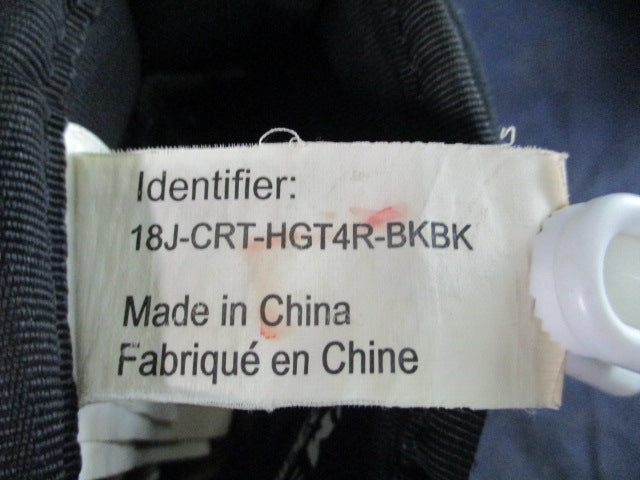 Identifier:
18J-CRT-HGT4R-BKBK
Made in China
Fabriqué en Chine